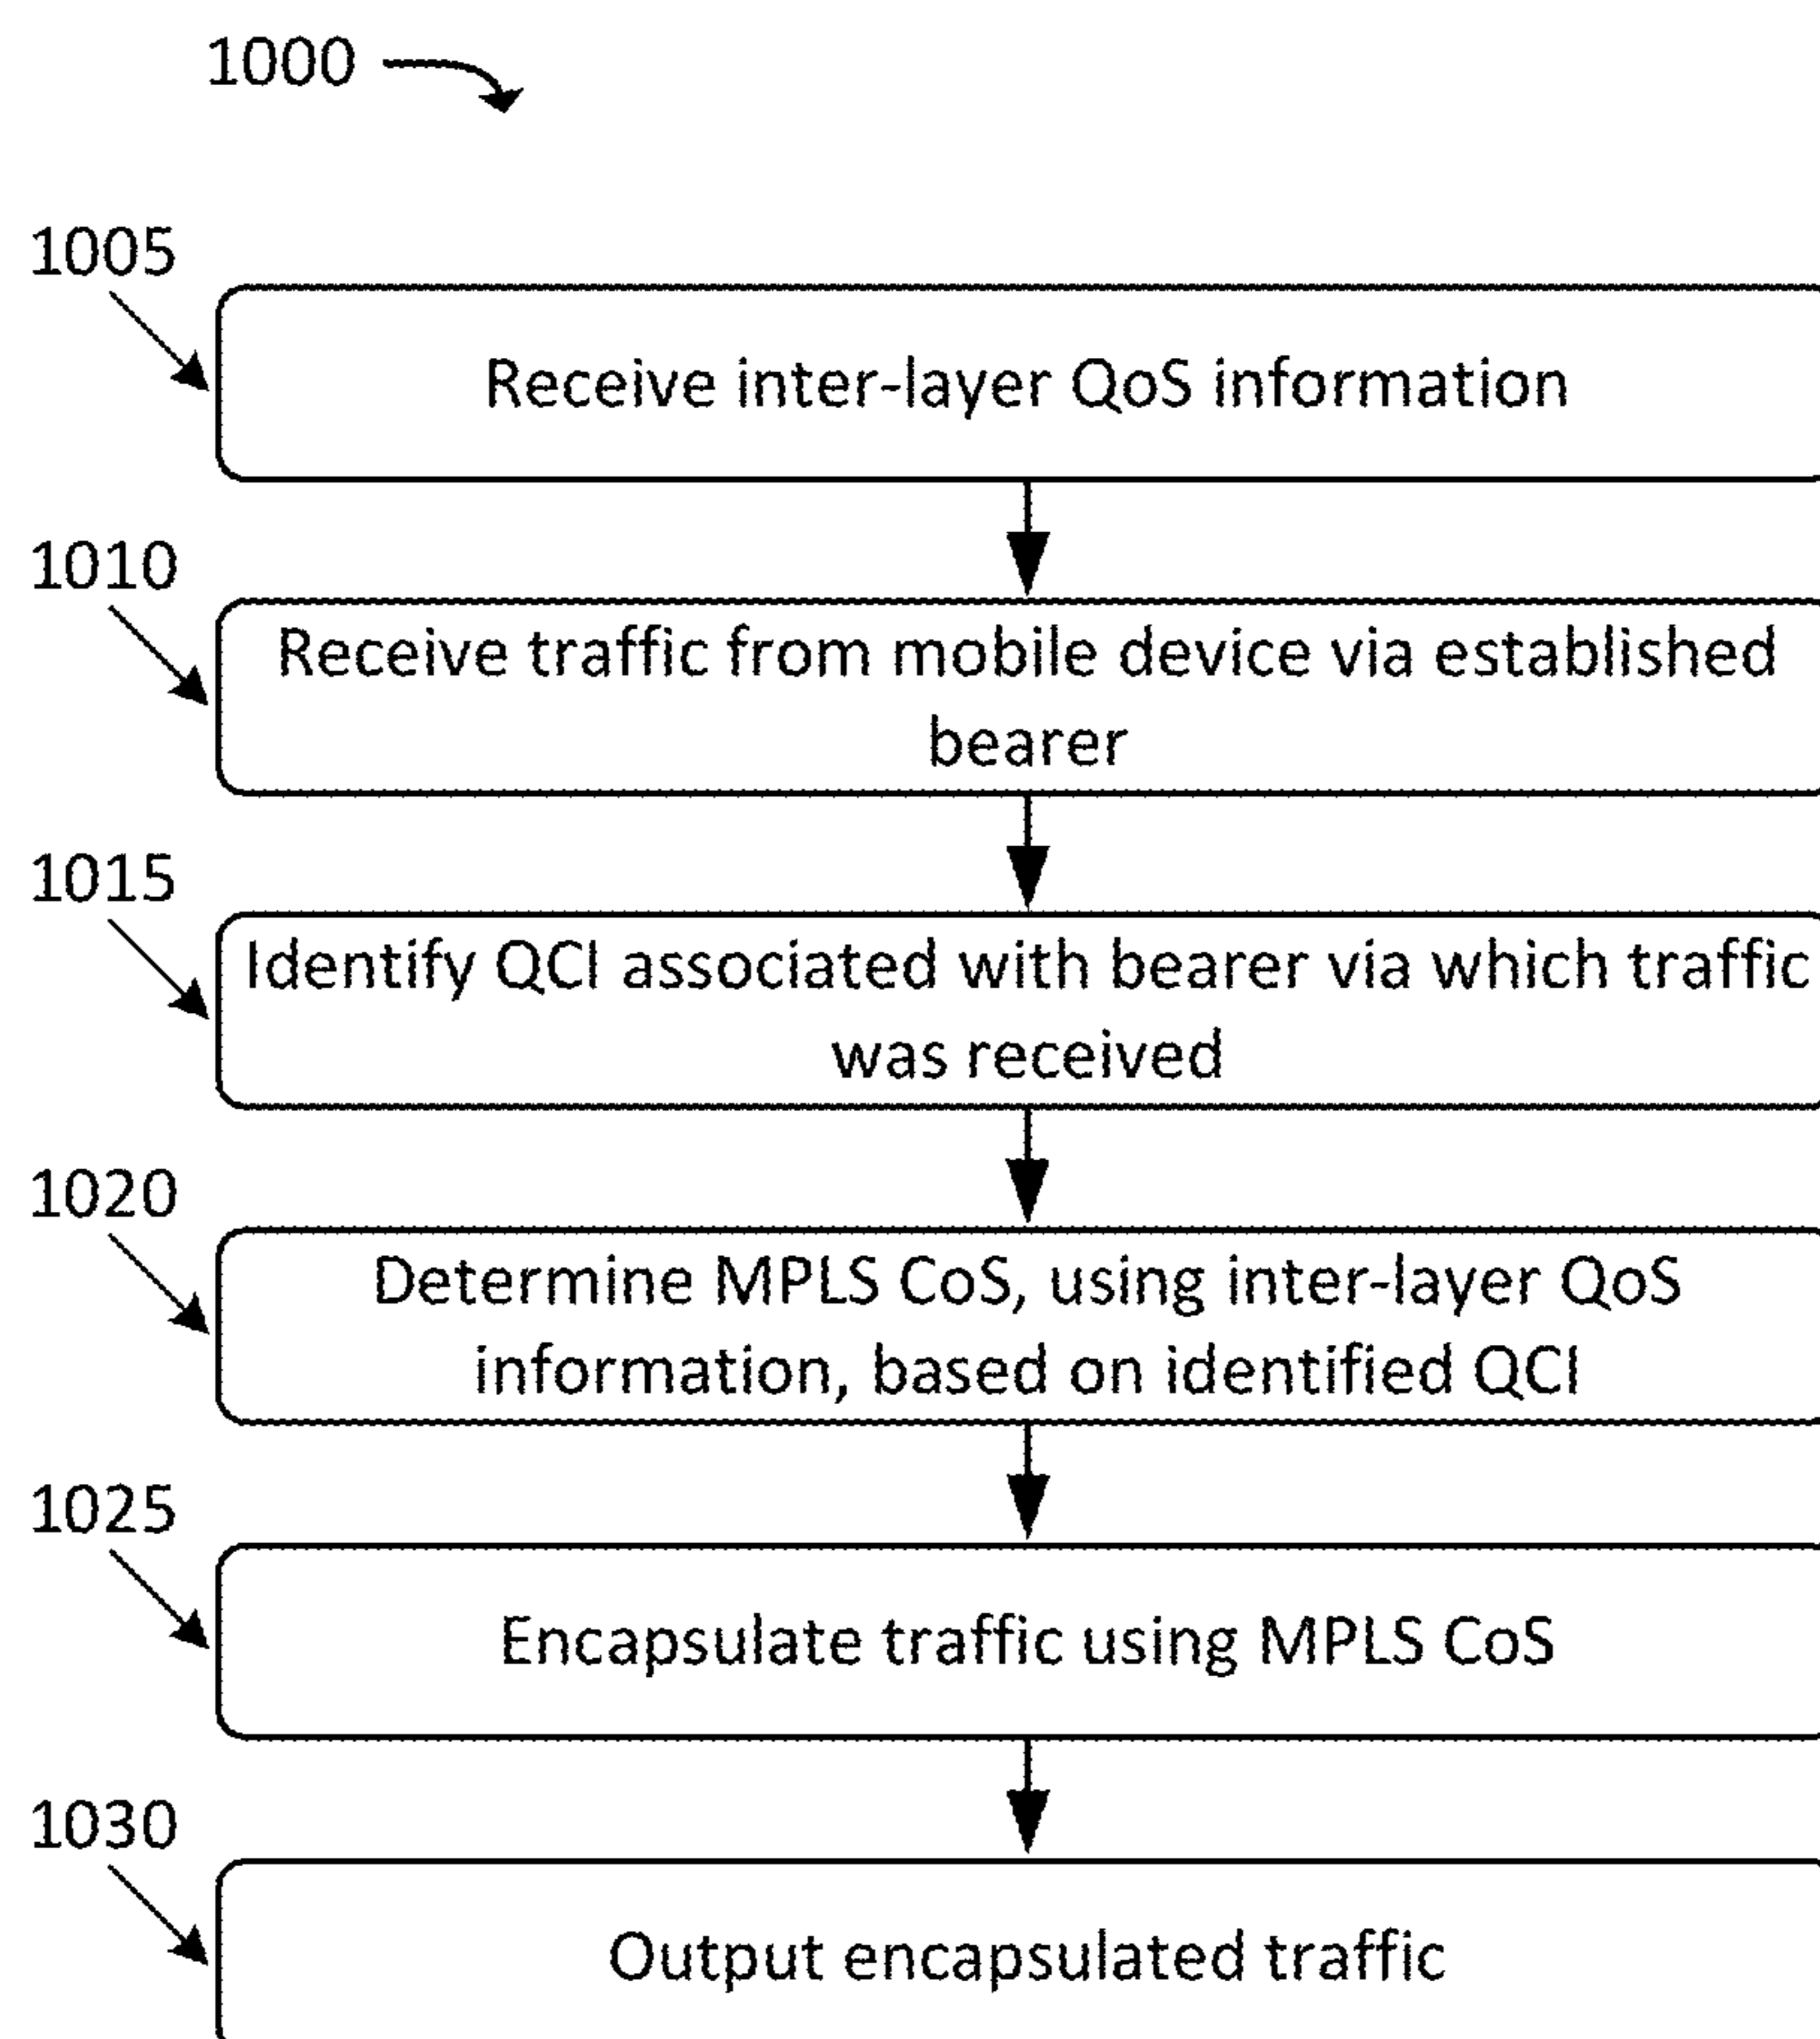 1000
1005
Receive inter-layer QoS information
1010
Receive traffic from mobile device via established
bearer
1015
Identify QCI associated with bearer via which traffic
was received
1020
Determine MPLS CoS, using inter-layer QoS
information, based on identified QCI
1025
Encapsulate traffic using MPLS CoS
1030
Output encapsulated traffic